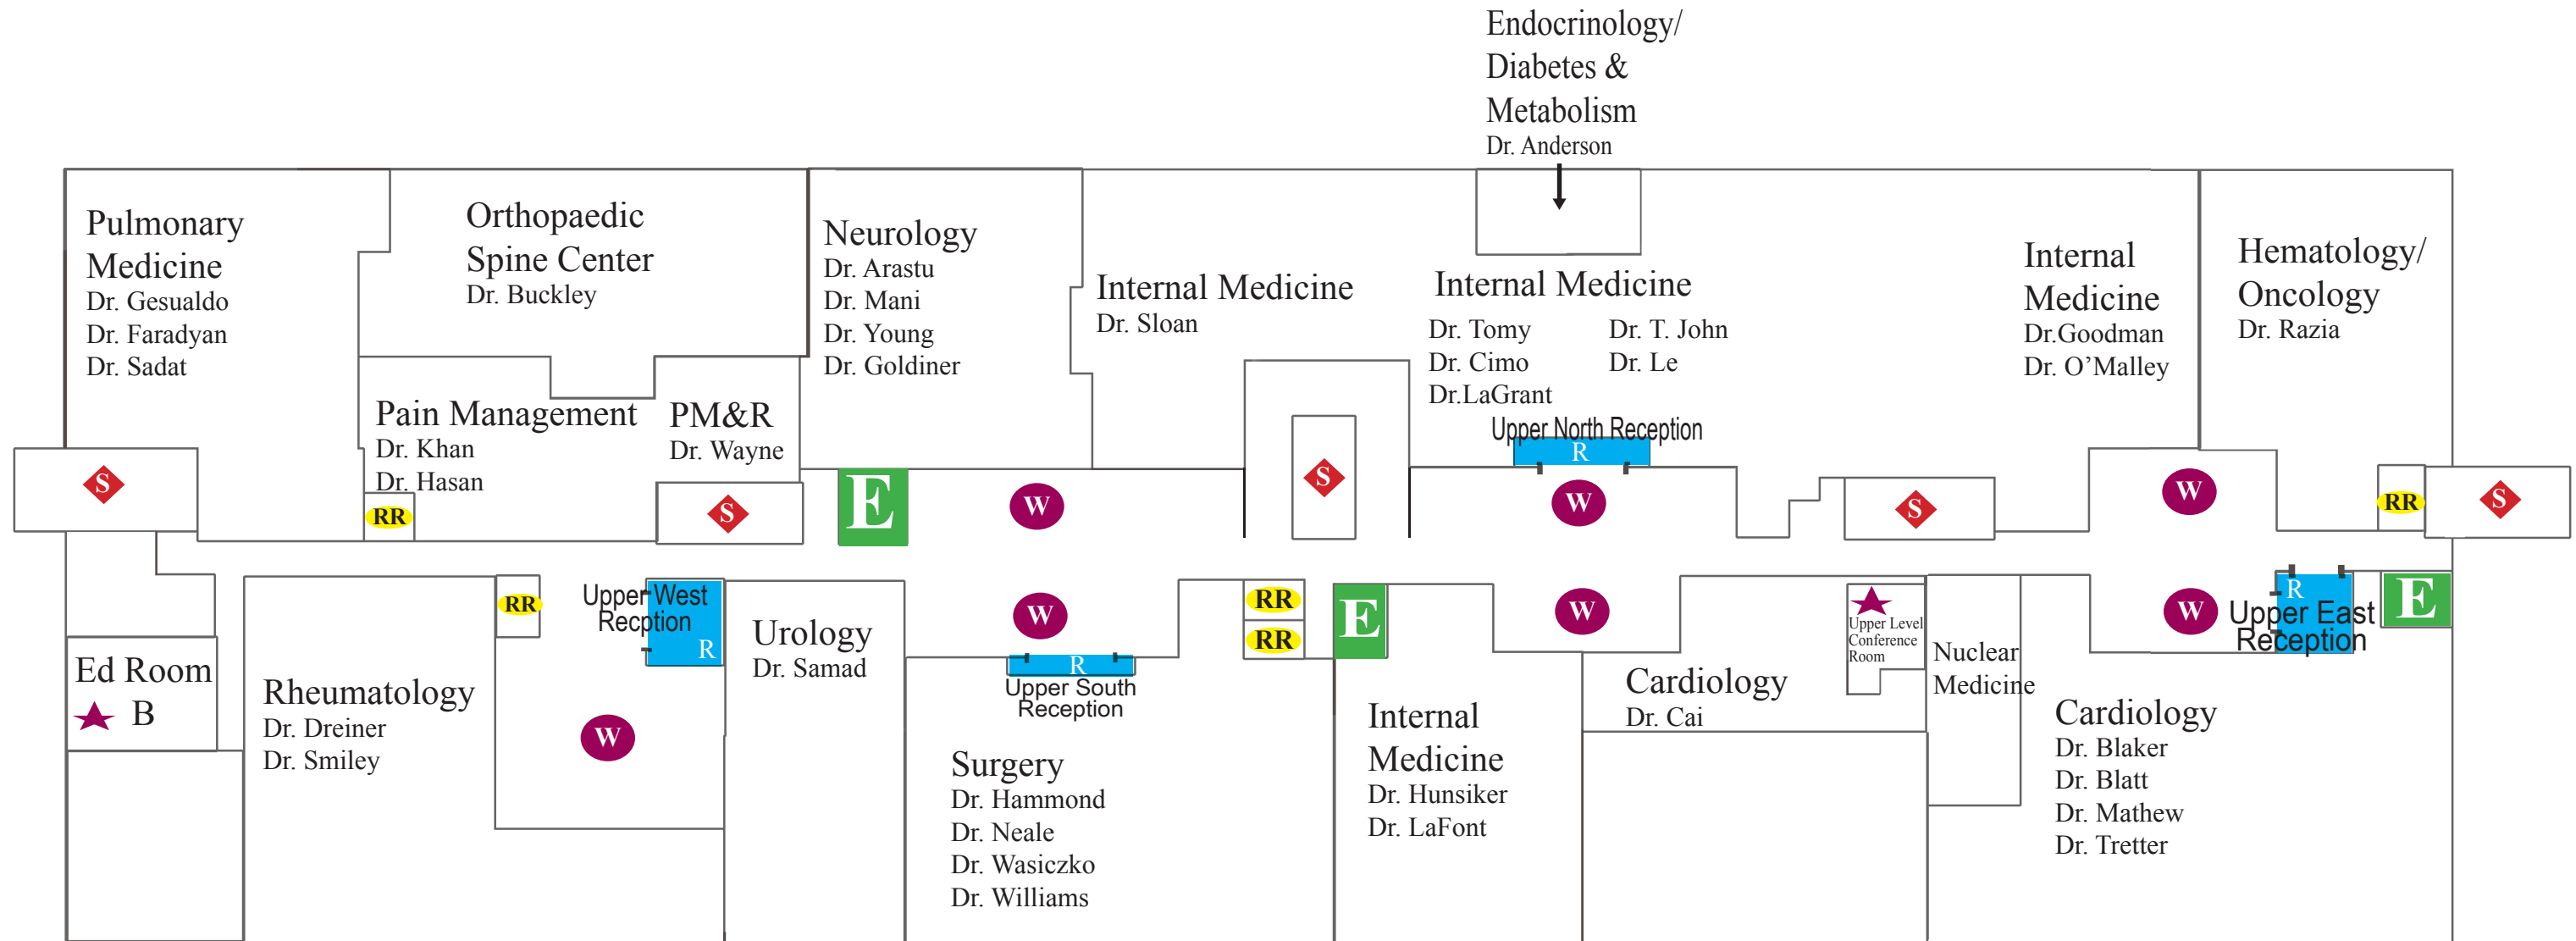 Endocrinology/
Diabetes &
Metabolism
Dr. Anderson
Pulmonary
Medicine
Dr. Gesualdo
Dr. Faradyan
Dr. Sadat
Orthopaedic
Spine Center
Dr. Buckley
Neurology
Dr. Arastu
Dr. Mani
Dr. Young
Dr. Goldiner
Internal Medicine
Dr. Sloan
Internal Medicine
Dr. Tomy
Dr. T. John
Dr. Cimo
Dr. Le
Dr.LaGrant
Internal
Medicine
Dr.Goodman
Dr. O’Malley
Hematology/
Oncology
Dr. Razia
Pain Management
Dr. Khan
Dr. Hasan
PM&R
Dr. Wayne
Upper North Reception
R
S
RR
S
E
W
S
W
S
W
RR
S
RR
Upper West
Recption
R
Urology
Dr. Samad
W
R
Upper South
Reception
RR
RR
E
W
Upper Level
Conference
Room
Nuclear
Medicine
W
R
Upper East
Reception
E
Ed Room
B
Rheumatology
Dr. Dreiner
Dr. Smiley
W
Surgery
Dr. Hammond
Dr. Neale
Dr. Wasiczko
Dr. Williams
Internal
Medicine
Dr. Hunsiker
Dr. LaFont
Cardiology
Dr. Cai
Cardiology
Dr. Blaker
Dr. Blatt
Dr. Mathew
Dr. Tretter